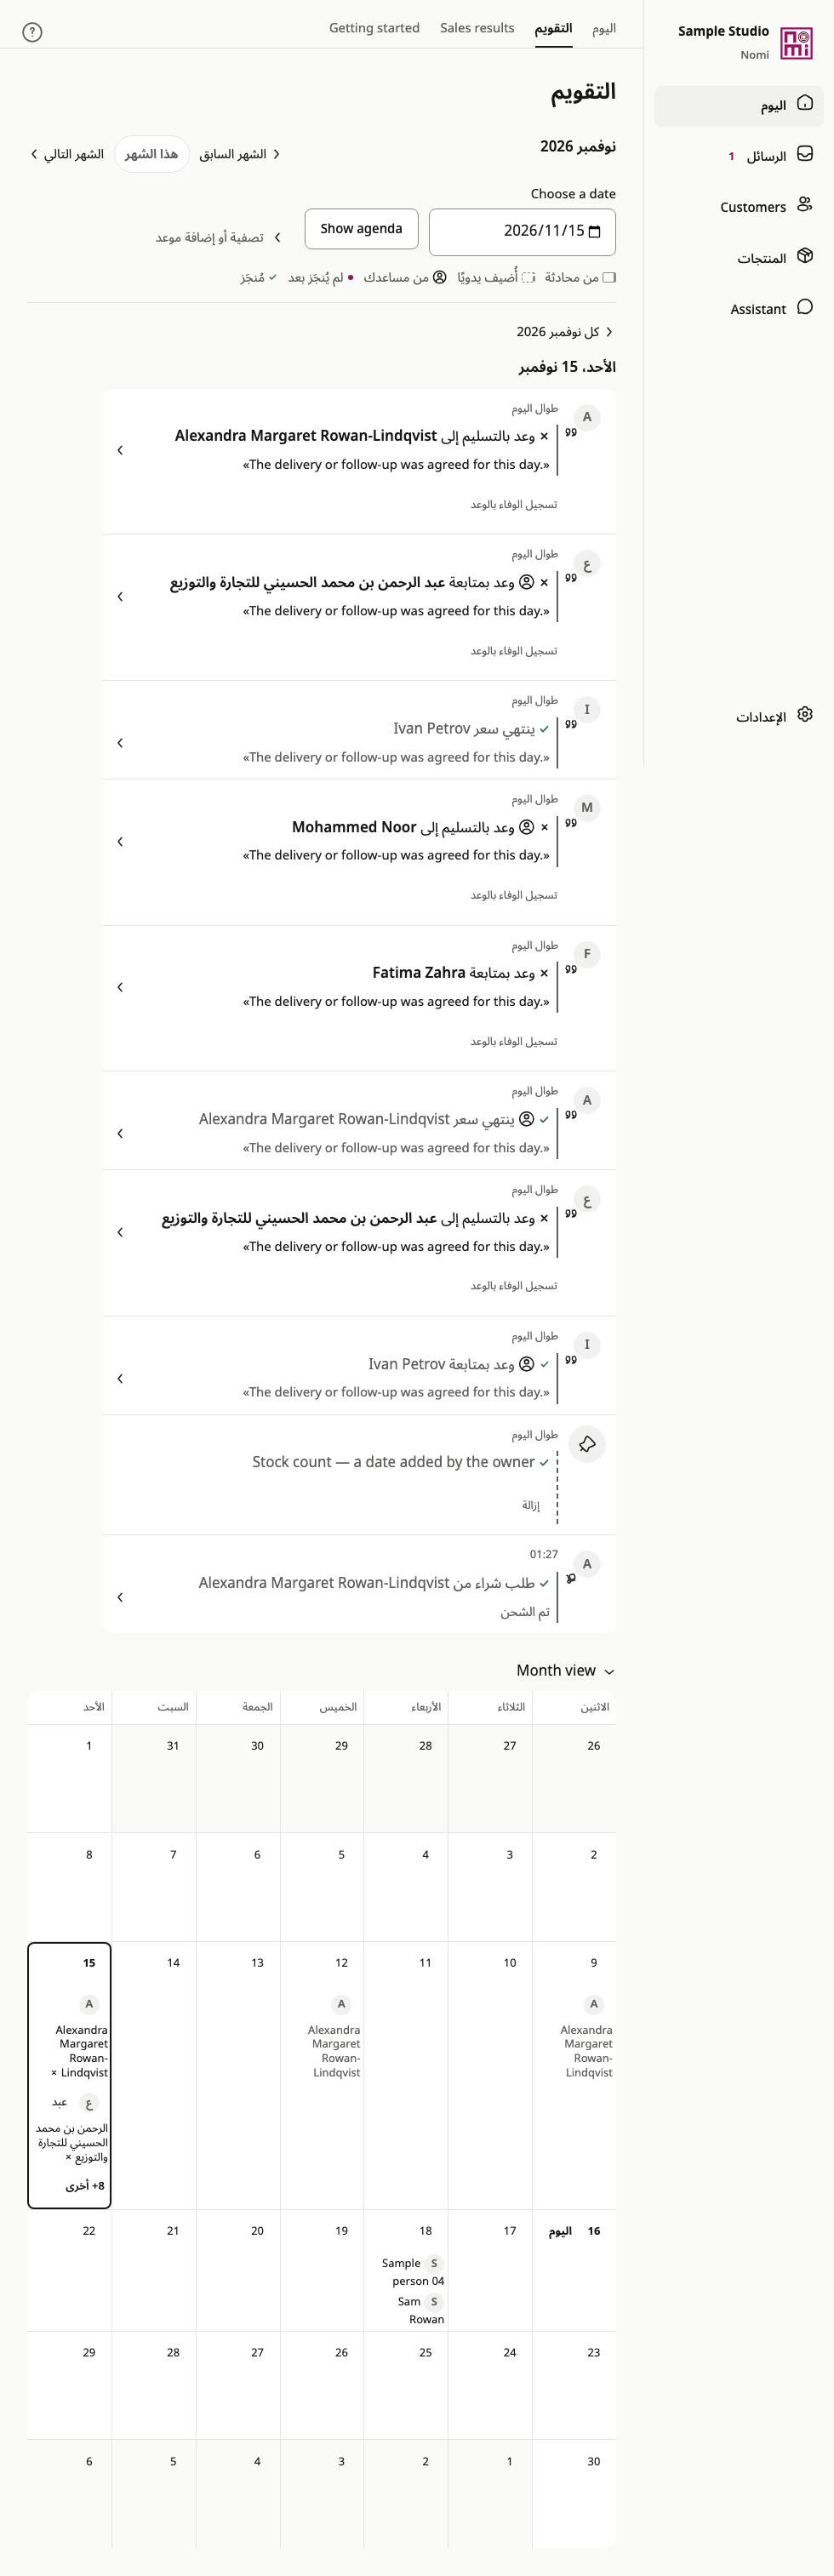 Sample Studio
Nomi
اليوم
الرسائل 1
Customers
المنتجات
Assistant
الإعدادات
اليوم
التقويم
Sales results
Getting started
?
التقويم
نوفمبر 2026
الشهر السابق
هذا الشهر
الشهر التالي
Choose a date
2026/11/15
Show agenda
تصفية أو إضافة موعد
من محادثة
أُضيف يدويًا
من مساعدك
لم يُنجَز بعد
مُنجَز
كل نوفمبر 2026
الأحد، 15 نوفمبر
A
طوال اليوم
× وعد بالتسليم إلى Alexandra Margaret Rowan-Lindqvist
«The delivery or follow-up was agreed for this day.»
تسجيل الوفاء بالوعد
ع
طوال اليوم
× وعد بمتابعة عبد الرحمن بن محمد الحسيني للتجارة والتوزيع
«The delivery or follow-up was agreed for this day.»
تسجيل الوفاء بالوعد
I
طوال اليوم
✓ ينتهي سعر Ivan Petrov
«The delivery or follow-up was agreed for this day.»
M
طوال اليوم
× وعد بالتسليم إلى Mohammed Noor
«The delivery or follow-up was agreed for this day.»
تسجيل الوفاء بالوعد
F
طوال اليوم
× وعد بمتابعة Fatima Zahra
«The delivery or follow-up was agreed for this day.»
تسجيل الوفاء بالوعد
A
طوال اليوم
✓ ينتهي سعر Alexandra Margaret Rowan-Lindqvist
«The delivery or follow-up was agreed for this day.»
ع
طوال اليوم
× وعد بالتسليم إلى عبد الرحمن بن محمد الحسيني للتجارة والتوزيع
«The delivery or follow-up was agreed for this day.»
تسجيل الوفاء بالوعد
I
طوال اليوم
✓ وعد بمتابعة Ivan Petrov
«The delivery or follow-up was agreed for this day.»
طوال اليوم
✓ Stock count — a date added by the owner
إزالة
A
01:27
✓ طلب شراء من Alexandra Margaret Rowan-Lindqvist
تم الشحن
Month view
الاثنين الثلاثاء الأربعاء الخميس الجمعة السبت الأحد
26 27 28 29 30 31 1
2 3 4 5 6 7 8
9 10 11 12 13 14 15
A
Alexandra
Margaret
Rowan-
Lindqvist
A
Alexandra
Margaret
Rowan-
Lindqvist
A
Alexandra
Margaret
Rowan-
Lindqvist ×
ع عبد
الرحمن بن محمد
الحسيني للتجارة
والتوزيع ×
+8 أخرى
16 اليوم 17 18 19 20 21 22
S Sample
person 04
S Sam
Rowan
23 24 25 26 27 28 29
30 1 2 3 4 5 6